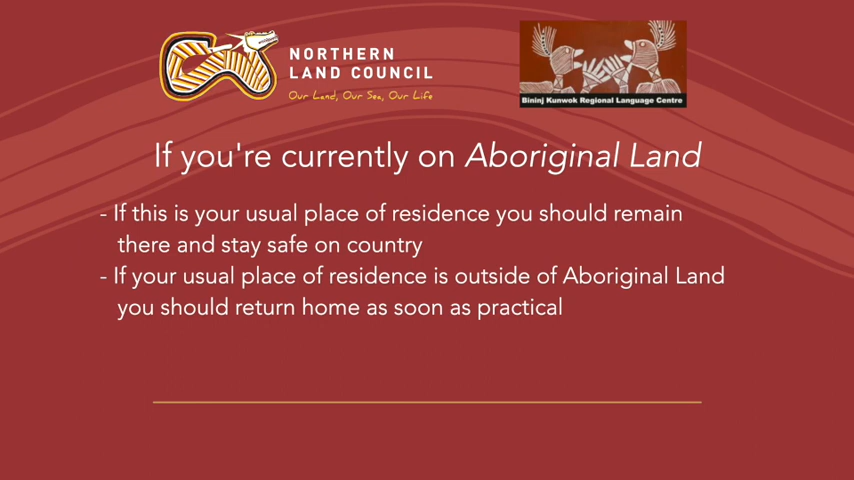 NORTHERN
LAND COUNCIL
Our Land, Our Sea, Our Life
Bininj Kunwok Regional Language Centre
If you're currently on Aboriginal Land
- If this is your usual place of residence you should remain
there and stay safe on country
- If your usual place of residence is outside of Aboriginal Land
you should return home as soon as practical